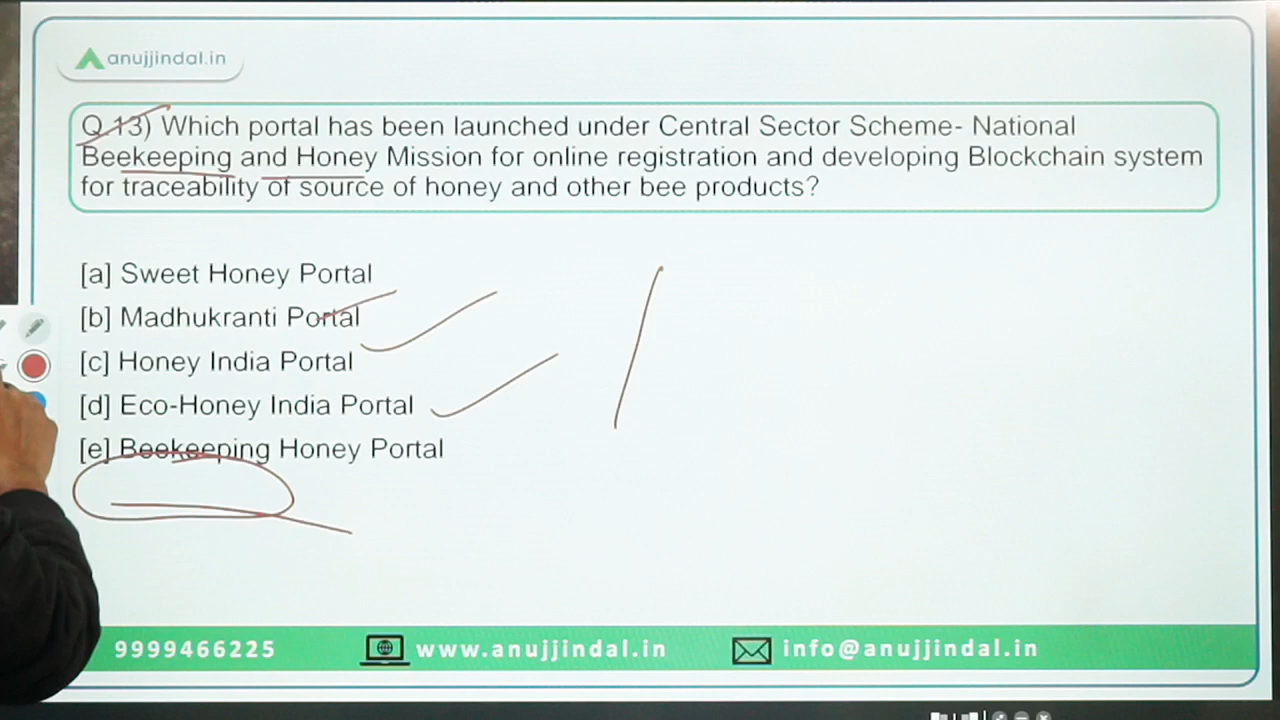 anujjindal.in
Q.13) Which portal has been launched under Central Sector Scheme- National
Beekeeping and Honey Mission for online registration and developing Blockchain system
for traceability of source of honey and other bee products?
[a] Sweet Honey Portal
[b] Madhukranti Portal
[c] Honey India Portal
[d] Eco-Honey India Portal
[e] Beekeeping Honey Portal
9999466225 www.anujjindal.in info@anujjindal.in